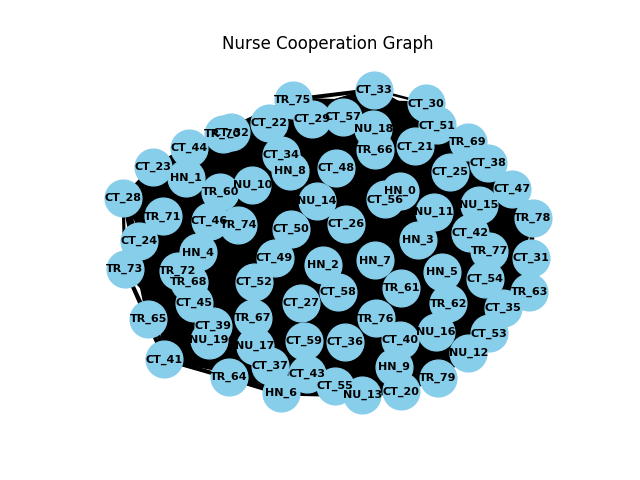 Nurse Cooperation Graph
CT_33
TR_75
CT_30
CT_29
CT_57
CT_22
CT_51
NU_18
CT_32
TR_69
CT_44
CT_21
TR_66
CT_34
CT_38
CT_23
CT_48
HN_8
CT_25
HN_1
NU_10
CT_47
TR_60
HN_0
CT_28
CT_56
NU_14
NU_15
NU_11
TR_71
TR_78
CT_46
TR_74
CT_26
CT_50
CT_42
CT_24
HN_3
HN_4
TR_77
CT_49
CT_31
HN_7
HN_2
TR_73
TR_72
HN_5
CT_54
TR_68
CT_52
TR_61
CT_58
TR_63
CT_45
CT_27
TR_62
CT_35
TR_67
TR_65
TR_76
CT_39
NU_16
CT_53
NU_19
CT_40
CT_59
CT_36
NU_17
NU_12
CT_41
CT_37
HN_9
CT_43
TR_64
TR_79
CT_55
CT_20
HN_6
NU_13